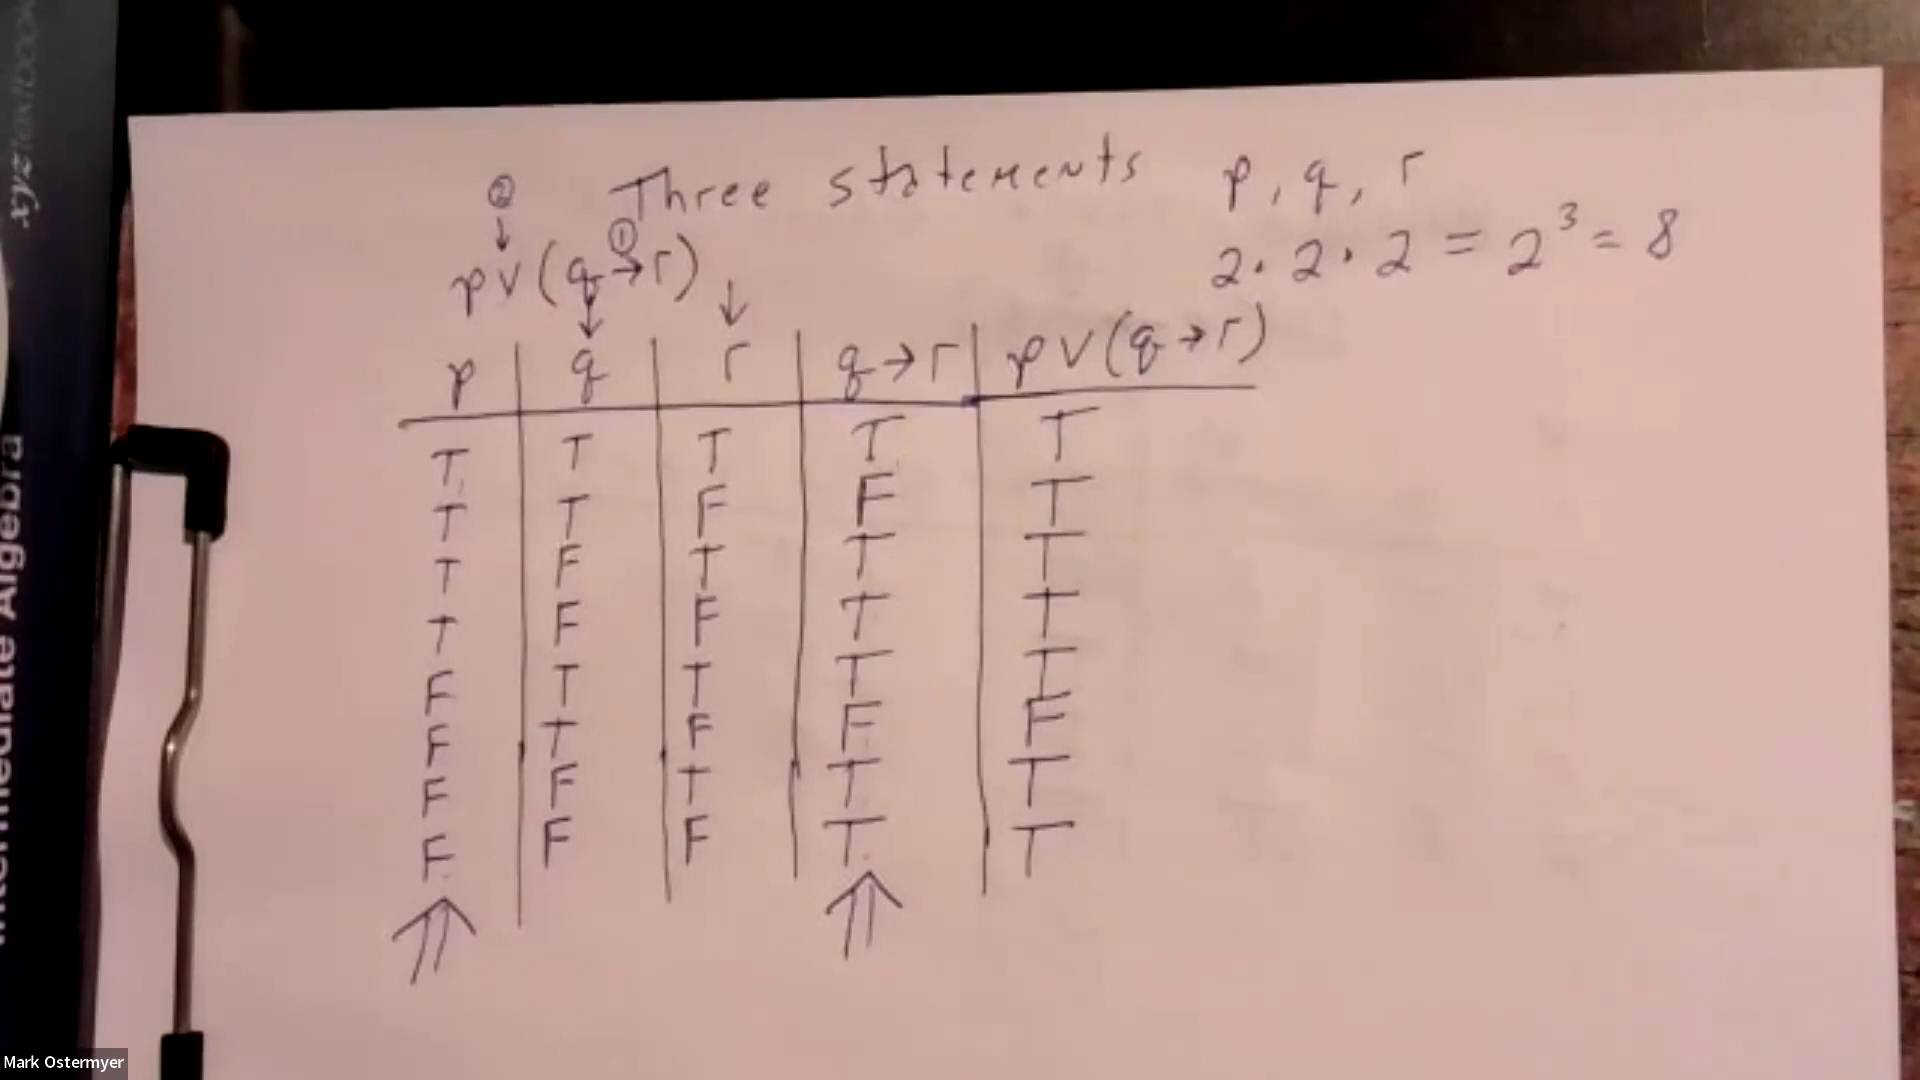 ② Three statements p, q, r
↓ ① 2 · 2 · 2 = 2³ = 8
p∨(q→r)
↓ ↓
p q r q→r p∨(q→r)
T T T T T
T T F F T
T F T T T
T F F T T
F T T T T
F T F F F
F F T T T
F F F T T
⇑ ⇑
Intermediate Algebra
xyztextbooks
Mark Ostermyer